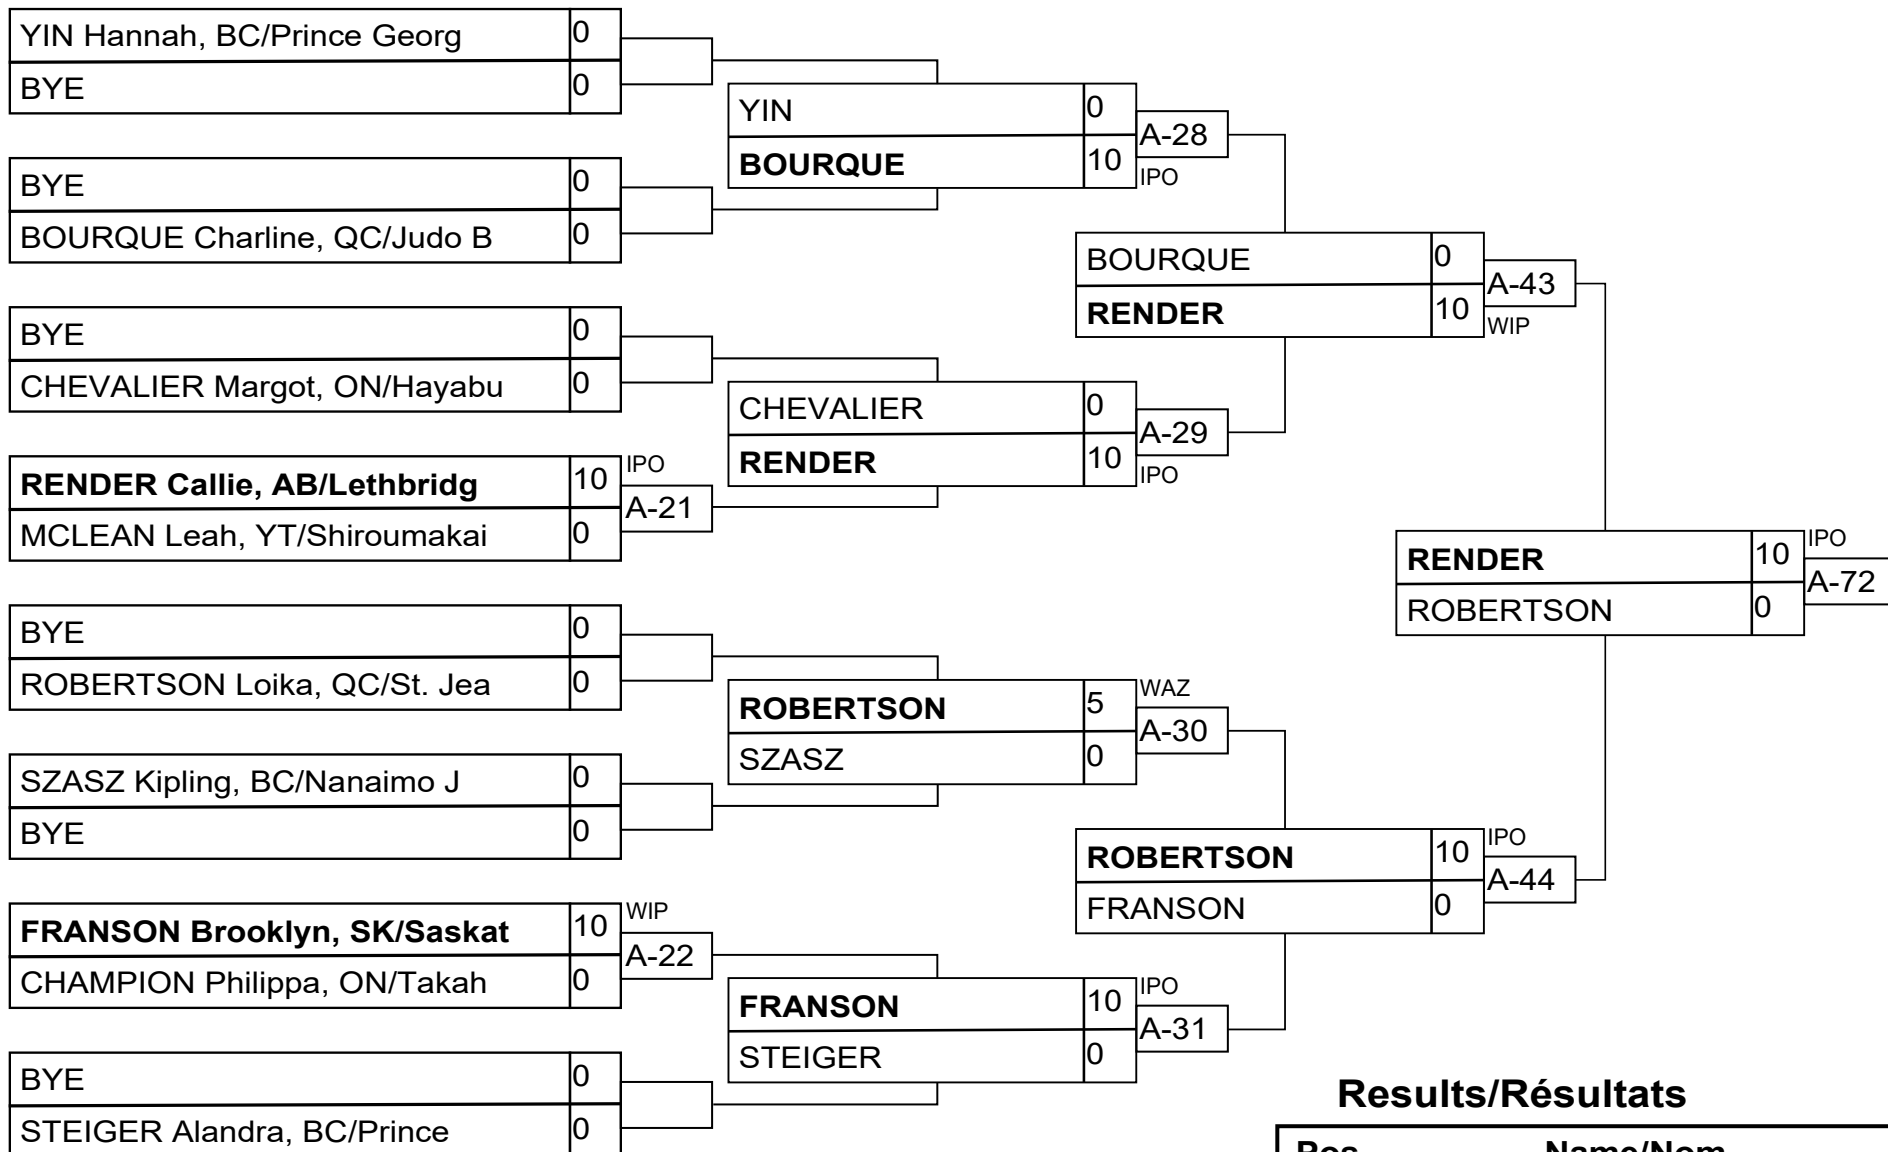 YIN Hannah, BC/Prince Georg 0
BYE 0
BYE 0
BOURQUE Charline, QC/Judo B 0
BYE 0
CHEVALIER Margot, ON/Hayabu 0
RENDER Callie, AB/Lethbridg 10 IPO
A-21
MCLEAN Leah, YT/Shiroumakai 0
BYE 0
ROBERTSON Loika, QC/St. Jea 0
SZASZ Kipling, BC/Nanaimo J 0
BYE 0
FRANSON Brooklyn, SK/Saskat 10 WIP
A-22
CHAMPION Philippa, ON/Takah 0
BYE 0
STEIGER Alandra, BC/Prince 0
YIN 0
A-28
BOURQUE 10 IPO
CHEVALIER 0
A-29
RENDER 10 IPO
ROBERTSON 5 WAZ
A-30
SZASZ 0
FRANSON 10 IPO
A-31
STEIGER 0
BOURQUE 0
A-43
RENDER 10 WIP
ROBERTSON 10 IPO
A-44
FRANSON 0
RENDER 10 IPO
A-72
ROBERTSON 0
Results/Résultats
Pos Name/Nom